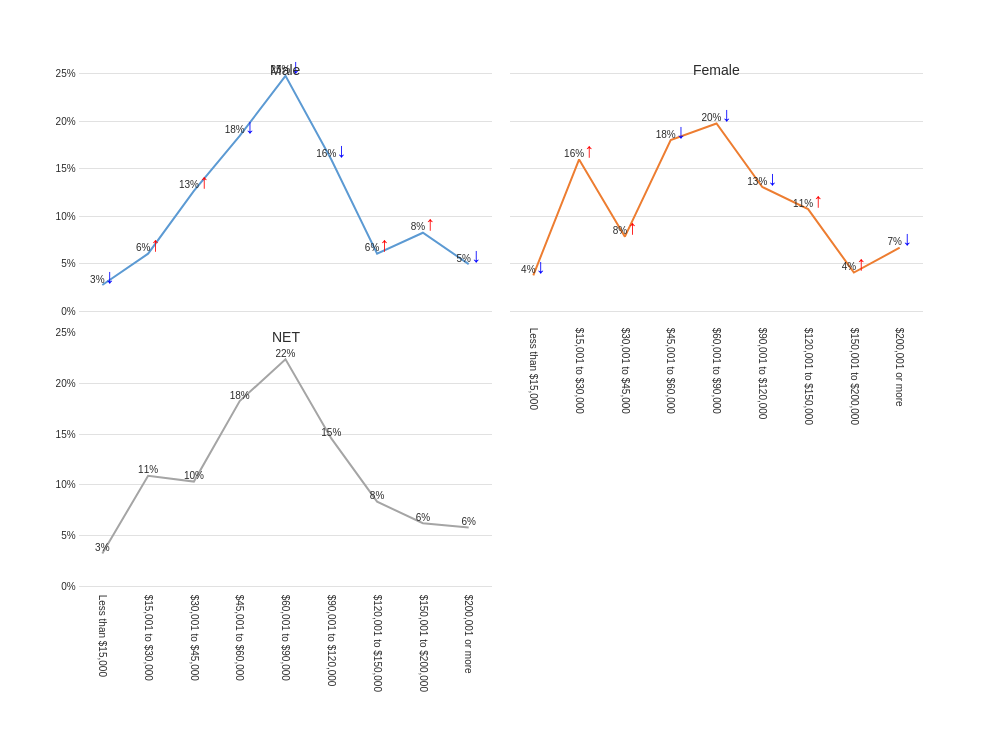 Male
25%
20%
15%
10%
5%
0%
3%↓
6%↑
13%↑
18%↓
25%↓
16%↓
6%↑
8%↑
5%↓
Female
4%↓
16%↑
8%↑
18%↓
20%↓
13%↓
11%↑
4%↑
7%↓
Less than $15,000
$15,001 to $30,000
$30,001 to $45,000
$45,001 to $60,000
$60,001 to $90,000
$90,001 to $120,000
$120,001 to $150,000
$150,001 to $200,000
$200,001 or more
NET
25%
20%
15%
10%
5%
0%
3%
11%
10%
18%
22%
15%
8%
6%
6%
Less than $15,000
$15,001 to $30,000
$30,001 to $45,000
$45,001 to $60,000
$60,001 to $90,000
$90,001 to $120,000
$120,001 to $150,000
$150,001 to $200,000
$200,001 or more